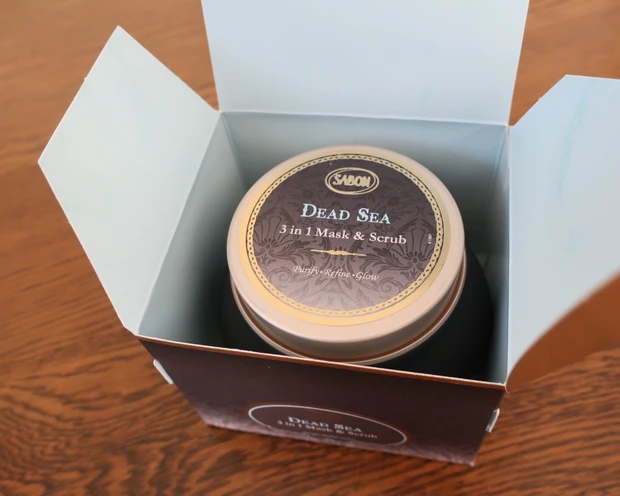 SABON
DEAD SEA
3 in 1 Mask & Scrub
Purify • Refine • Glow
DEAD SEA
3 in 1 Mask & Scrub